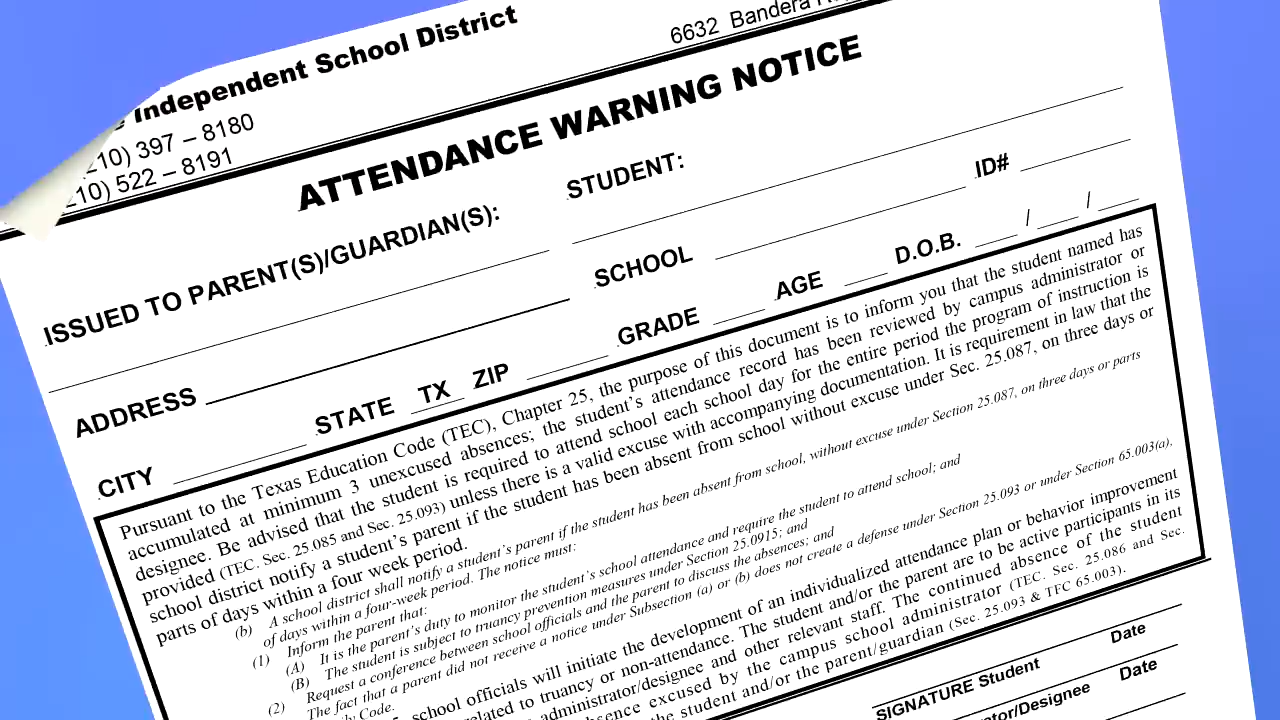 Independent School District
6632 Bandera
10) 397 – 8180
10) 522 – 8191
ATTENDANCE WARNING NOTICE
ISSUED TO PARENT(S)/GUARDIAN(S):
STUDENT:
ADDRESS
SCHOOL
ID#
CITY
STATE TX ZIP
GRADE
AGE
D.O.B. / /
Pursuant to the Texas Education Code (TEC), Chapter 25, the purpose of this document is to inform you that the student named has
accumulated at minimum 3 unexcused absences; the student's attendance record has been reviewed by campus administrator or
designee. Be advised that the student is required to attend school each school day for the entire period the program of instruction is
provided (TEC. Sec. 25.085 and Sec. 25.093) unless there is a valid excuse with accompanying documentation. It is requirement in law that the
school district notify a student's parent if the student has been absent from school without excuse under Sec. 25.087, on three days or
parts of days within a four week period.
(b) A school district shall notify a student's parent if the student has been absent from school, without excuse under Section 25.087, on three days or parts
of days within a four-week period. The notice must:
(1) Inform the parent that:
(A) It is the parent's duty to monitor the student's school attendance and require the student to attend school; and
(B) The student is subject to truancy prevention measures under Section 25.0915; and
(2) Request a conference between school officials and the parent to discuss the absences; and
The fact that a parent did not receive a notice under Subsection (a) or (b) does not create a defense under Section 25.093 or under Section 65.003(a),
Code.
school officials will initiate the development of an individualized attendance plan or behavior improvement
related to truancy or non-attendance. The student and/or the parent are to be active participants in its
administrator/designee and other relevant staff. The continued absence of the student
excused by the campus school administrator (TEC. Sec. 25.086 and Sec.
the student and/or the parent/guardian (Sec. 25.093 & TFC 65.003).
SIGNATURE Student Date
/Designee Date